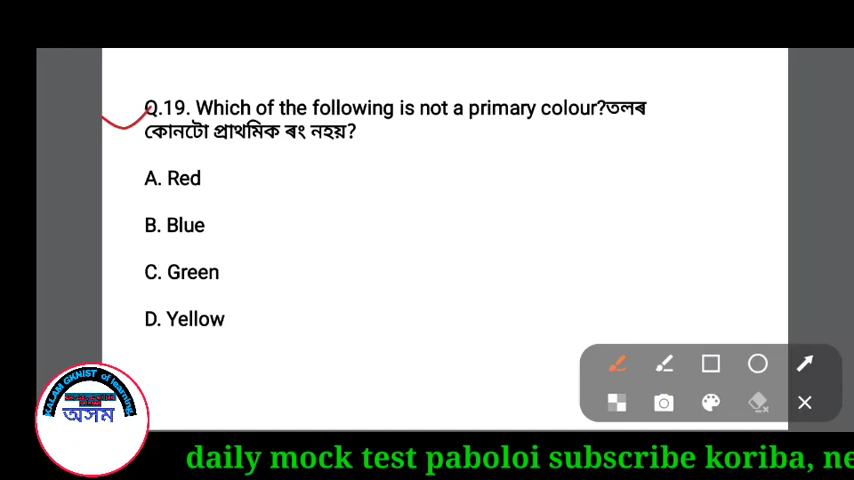 Q.19. Which of the following is not a primary colour?তলৰ
কোনটো প্ৰাথমিক ৰং নহয়?
A. Red
B. Blue
C. Green
D. Yellow
KALAM GKNIST of learning
অসম
daily mock test paboloi subscribe koriba, ne